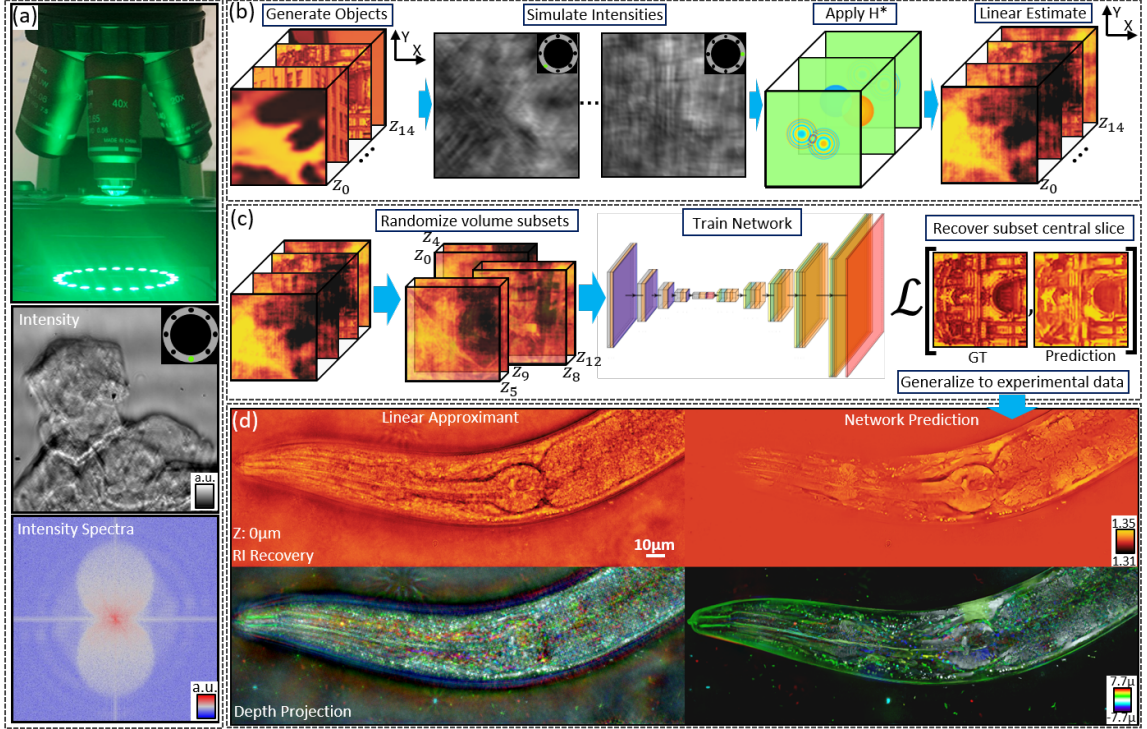 (a)
40x
0.65
20x
Intensity
a.u.
Intensity Spectra
a.u.
(b)
Generate Objects
Y
X
z14
z0
Simulate Intensities
Apply H*
Linear Estimate
Y
X
z14
z0
(c)
Randomize volume subsets
z4
z0
z12
z9
z8
z5
Train Network
Recover subset central slice
ℒ
[ , ]
GT
Prediction
Generalize to experimental data
(d)
Linear Approximant
Network Prediction
Z: 0µm
RI Recovery
10µm
1.35
1.31
Depth Projection
7.7µ
-7.7µ